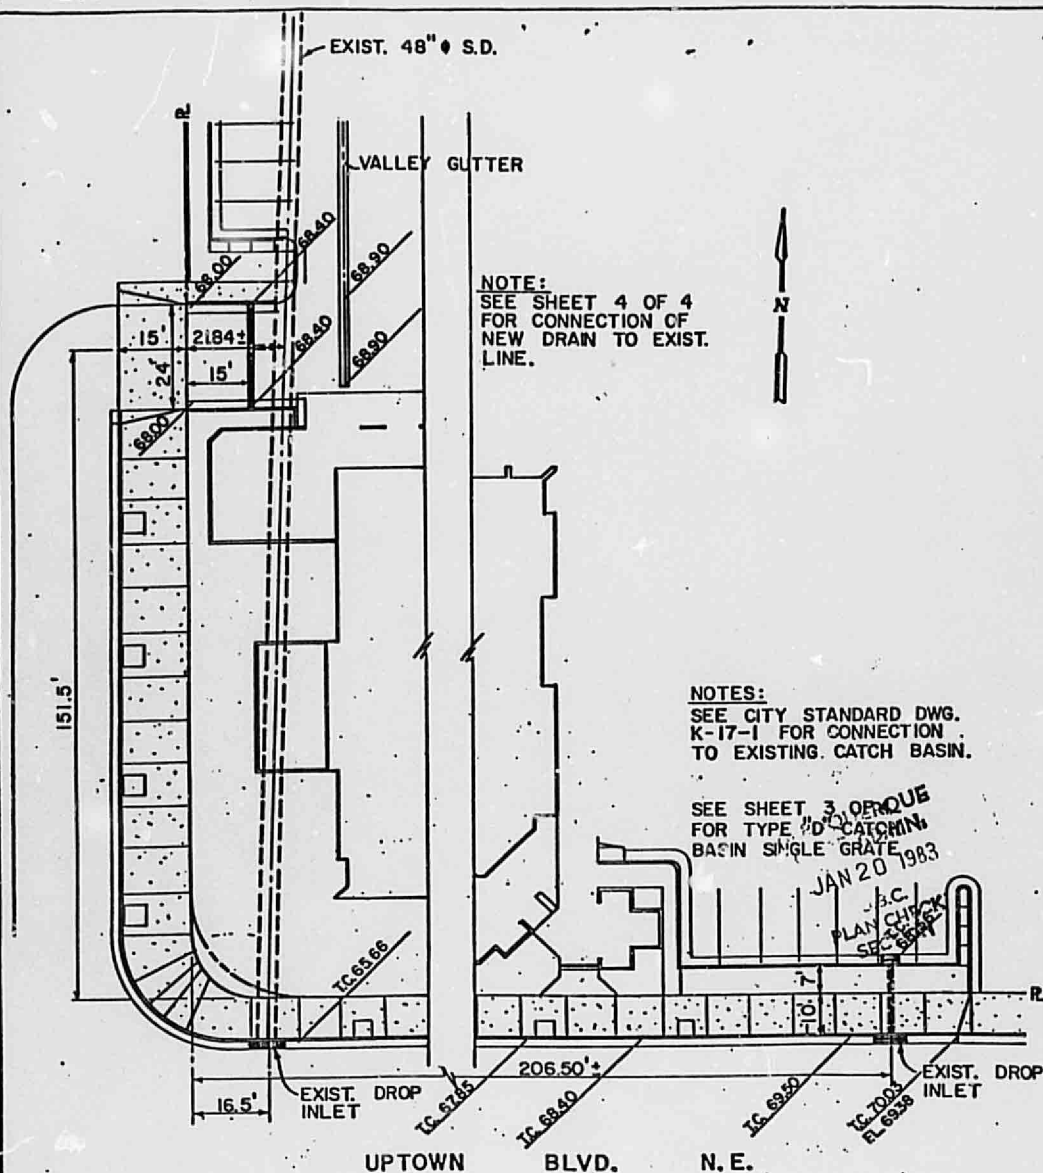 EXIST. 48" ⌀ S.D.
VALLEY GUTTER
68.00
68.40
68.90
68.90
68.40
68.00
15'
21.84±
24'
15'
NOTE:
SEE SHEET 4 OF 4
FOR CONNECTION OF
NEW DRAIN TO EXIST.
LINE.
N
151.5'
NOTES:
SEE CITY STANDARD DWG.
K-17-1 FOR CONNECTION
TO EXISTING CATCH BASIN.
SEE SHEET 3 OF
FOR TYPE "D" CATCH
BASIN SINGLE GRATE
JAN 20 1983
PLAN CHECK
T.C. 65.66
10' 7'
206.50'±
16.5'
EXIST. DROP
INLET
T.C. 67.85
T.C. 68.40
T.C. 69.50
T.C. 70.03
EL. 69.38
EXIST. DROP
INLET
UPTOWN BLVD. N.E.